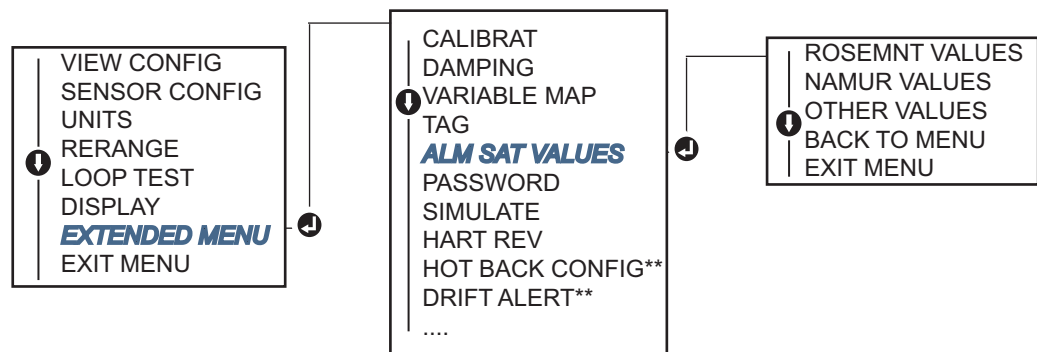 VIEW CONFIG
SENSOR CONFIG
UNITS
RERANGE
LOOP TEST
DISPLAY
EXTENDED MENU
EXIT MENU
CALIBRAT
DAMPING
VARIABLE MAP
TAG
ALM SAT VALUES
PASSWORD
SIMULATE
HART REV
HOT BACK CONFIG**
DRIFT ALERT**
....
ROSEMNT VALUES
NAMUR VALUES
OTHER VALUES
BACK TO MENU
EXIT MENU